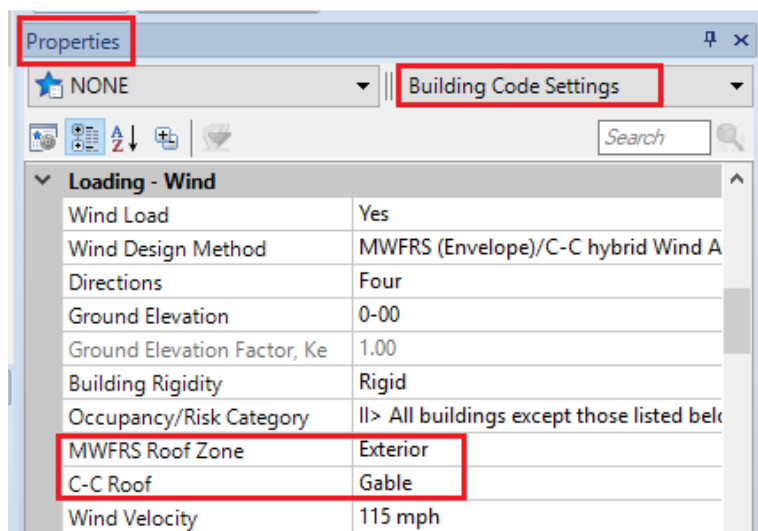 Properties
NONE Building Code Settings
Search
Loading - Wind
Wind Load Yes
Wind Design Method MWFRS (Envelope)/C-C hybrid Wind A
Directions Four
Ground Elevation 0-00
Ground Elevation Factor, Ke 1.00
Building Rigidity Rigid
Occupancy/Risk Category II> All buildings except those listed belo
MWFRS Roof Zone Exterior
C-C Roof Gable
Wind Velocity 115 mph